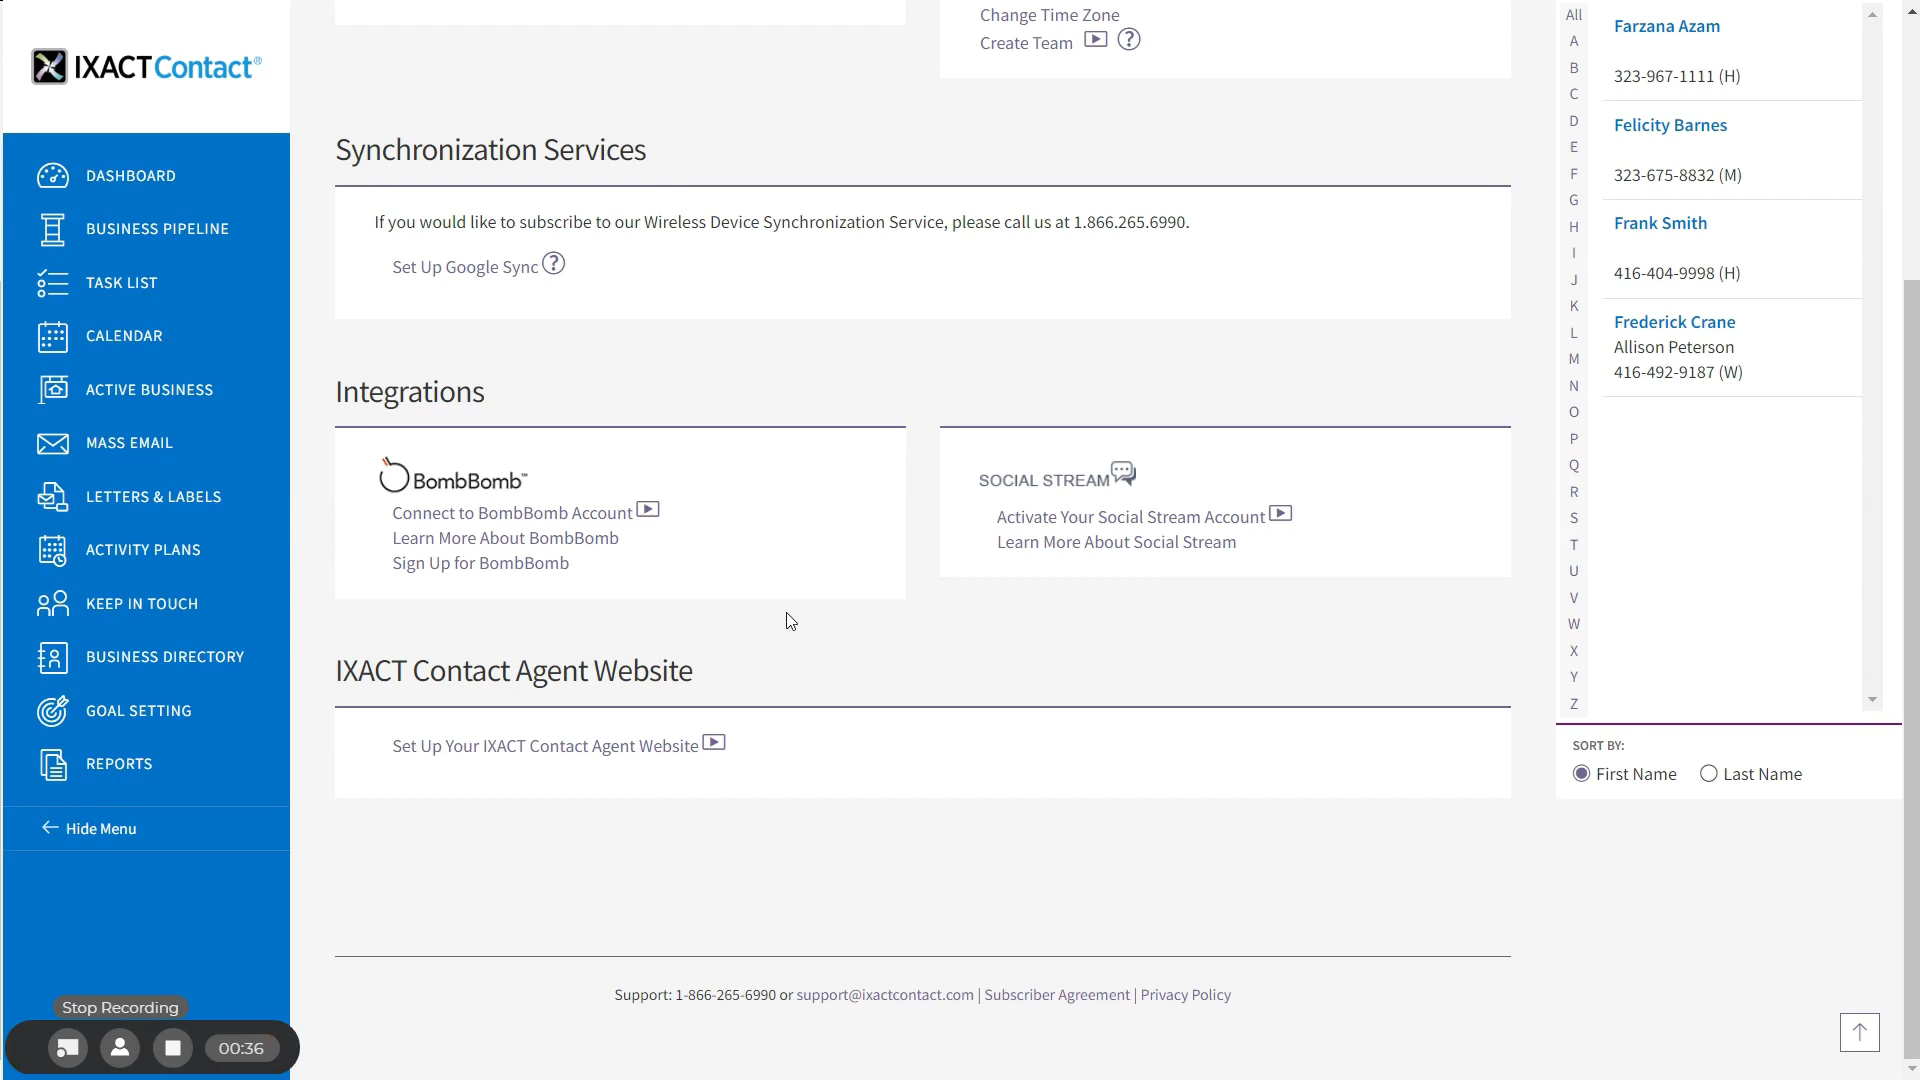 IXACTContact®
DASHBOARD
BUSINESS PIPELINE
TASK LIST
CALENDAR
ACTIVE BUSINESS
MASS EMAIL
LETTERS & LABELS
ACTIVITY PLANS
KEEP IN TOUCH
BUSINESS DIRECTORY
GOAL SETTING
REPORTS
Hide Menu
Stop Recording
00:36
Change Time Zone
Create Team
Synchronization Services
If you would like to subscribe to our Wireless Device Synchronization Service, please call us at 1.866.265.6990.
Set Up Google Sync
Integrations
BombBomb™
Connect to BombBomb Account
Learn More About BombBomb
Sign Up for BombBomb
SOCIAL STREAM
Activate Your Social Stream Account
Learn More About Social Stream
IXACT Contact Agent Website
Set Up Your IXACT Contact Agent Website
Support: 1-866-265-6990 or support@ixactcontact.com | Subscriber Agreement | Privacy Policy
All
A
B
C
D
E
F
G
H
I
J
K
L
M
N
O
P
Q
R
S
T
U
V
W
X
Y
Z
Farzana Azam
323-967-1111 (H)
Felicity Barnes
323-675-8832 (M)
Frank Smith
416-404-9998 (H)
Frederick Crane
Allison Peterson
416-492-9187 (W)
SORT BY:
First Name Last Name